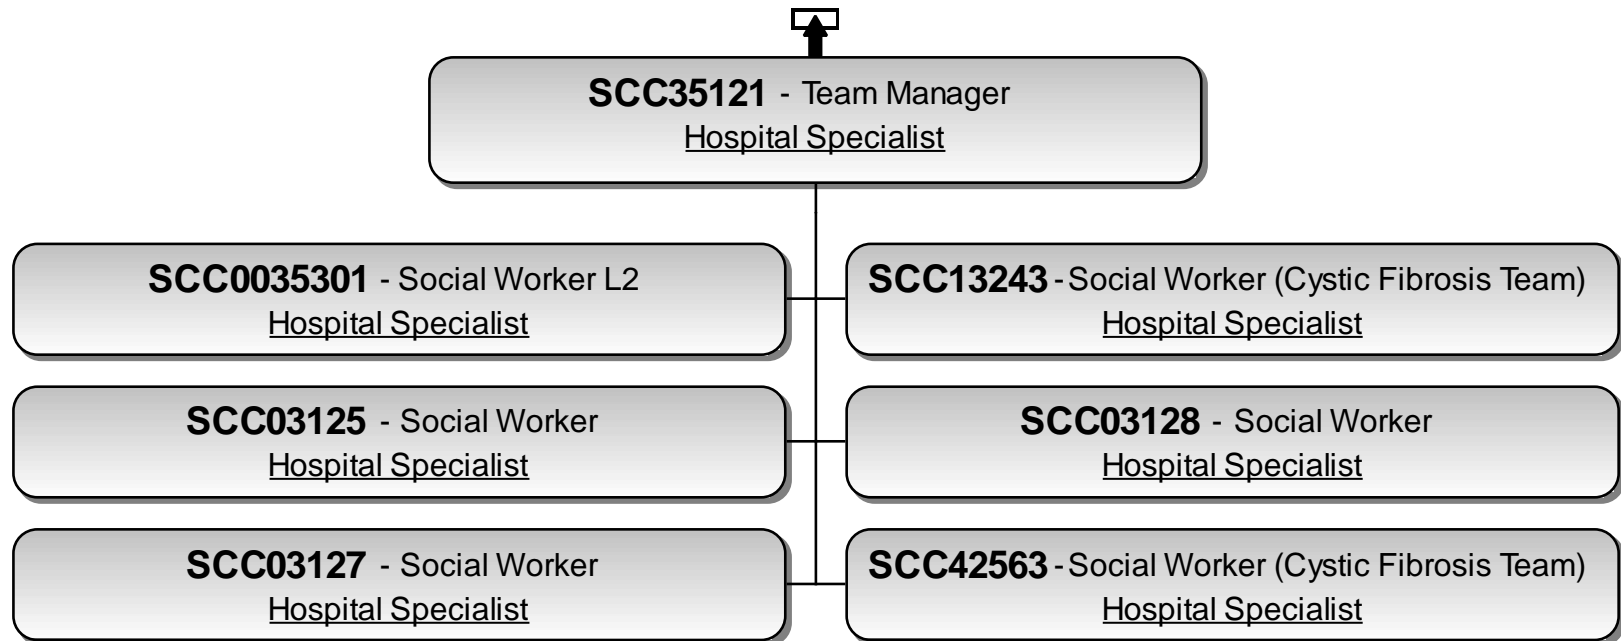 SCC35121 - Team Manager
Hospital Specialist
SCC0035301 - Social Worker L2
Hospital Specialist
SCC13243 - Social Worker (Cystic Fibrosis Team)
Hospital Specialist
SCC03125 - Social Worker
Hospital Specialist
SCC03128 - Social Worker
Hospital Specialist
SCC03127 - Social Worker
Hospital Specialist
SCC42563 - Social Worker (Cystic Fibrosis Team)
Hospital Specialist